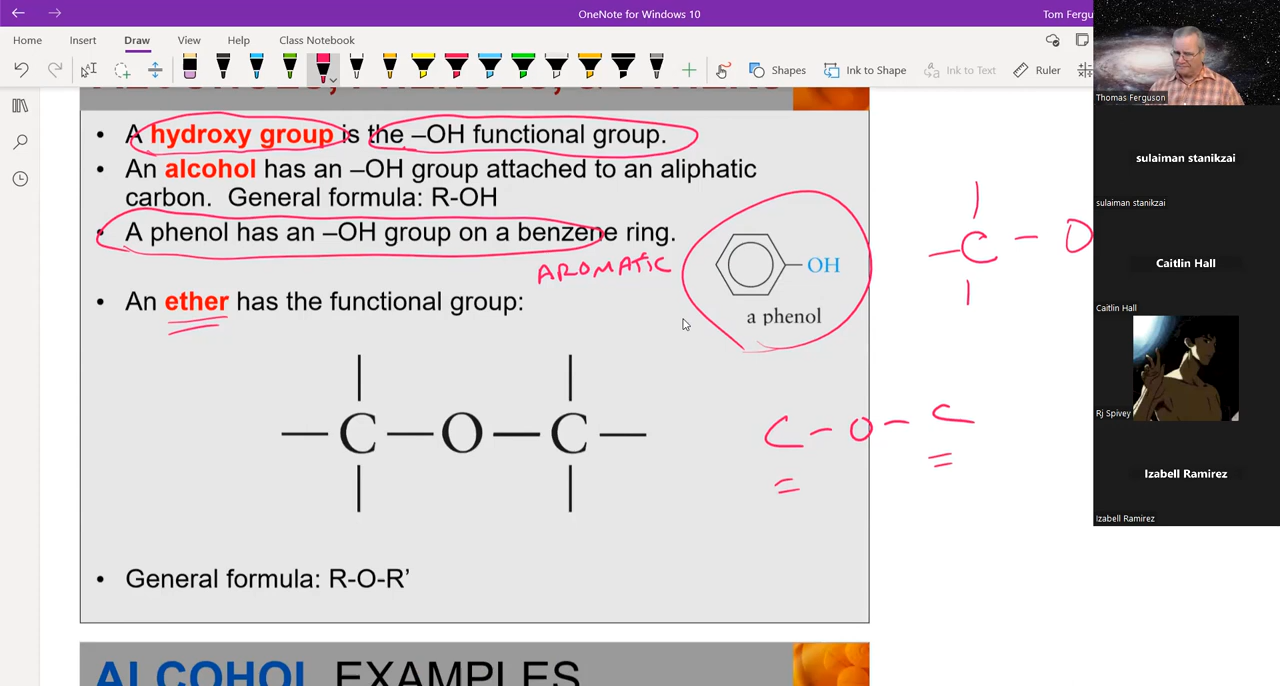 OneNote for Windows 10
Tom Fergu
Home Insert Draw View Help Class Notebook
Shapes Ink to Shape Ink to Text Ruler
ALCOHOLS, PHENOLS, & ETHERS
• A hydroxy group is the –OH functional group.
• An alcohol has an –OH group attached to an aliphatic
carbon. General formula: R-OH
• A phenol has an –OH group on a benzene ring.
AROMATIC
OH
a phenol
• An ether has the functional group:
C O C
• General formula: R-O-R’
C - O
C - O - C
ALCOHOL EXAMPLES
Thomas Ferguson
sulaiman stanikzai
sulaiman stanikzai
Caitlin Hall
Caitlin Hall
Rj Spivey
Izabell Ramirez
Izabell Ramirez